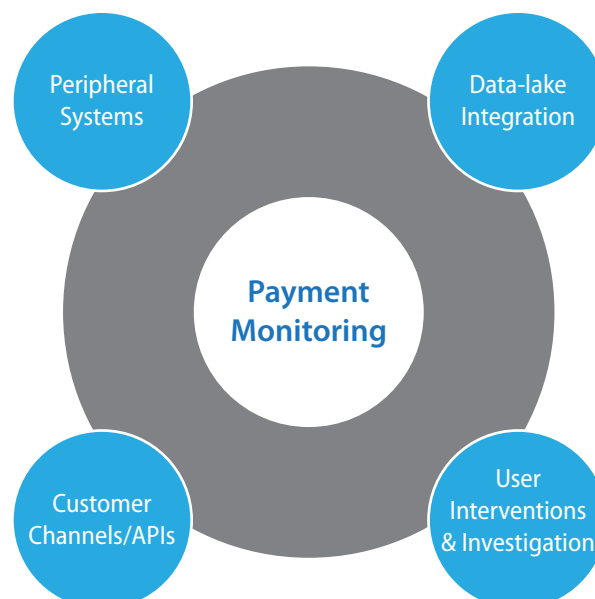 Peripheral
Systems
Data-lake
Integration
Payment
Monitoring
Customer
Channels/APIs
User
Interventions
& Investigation